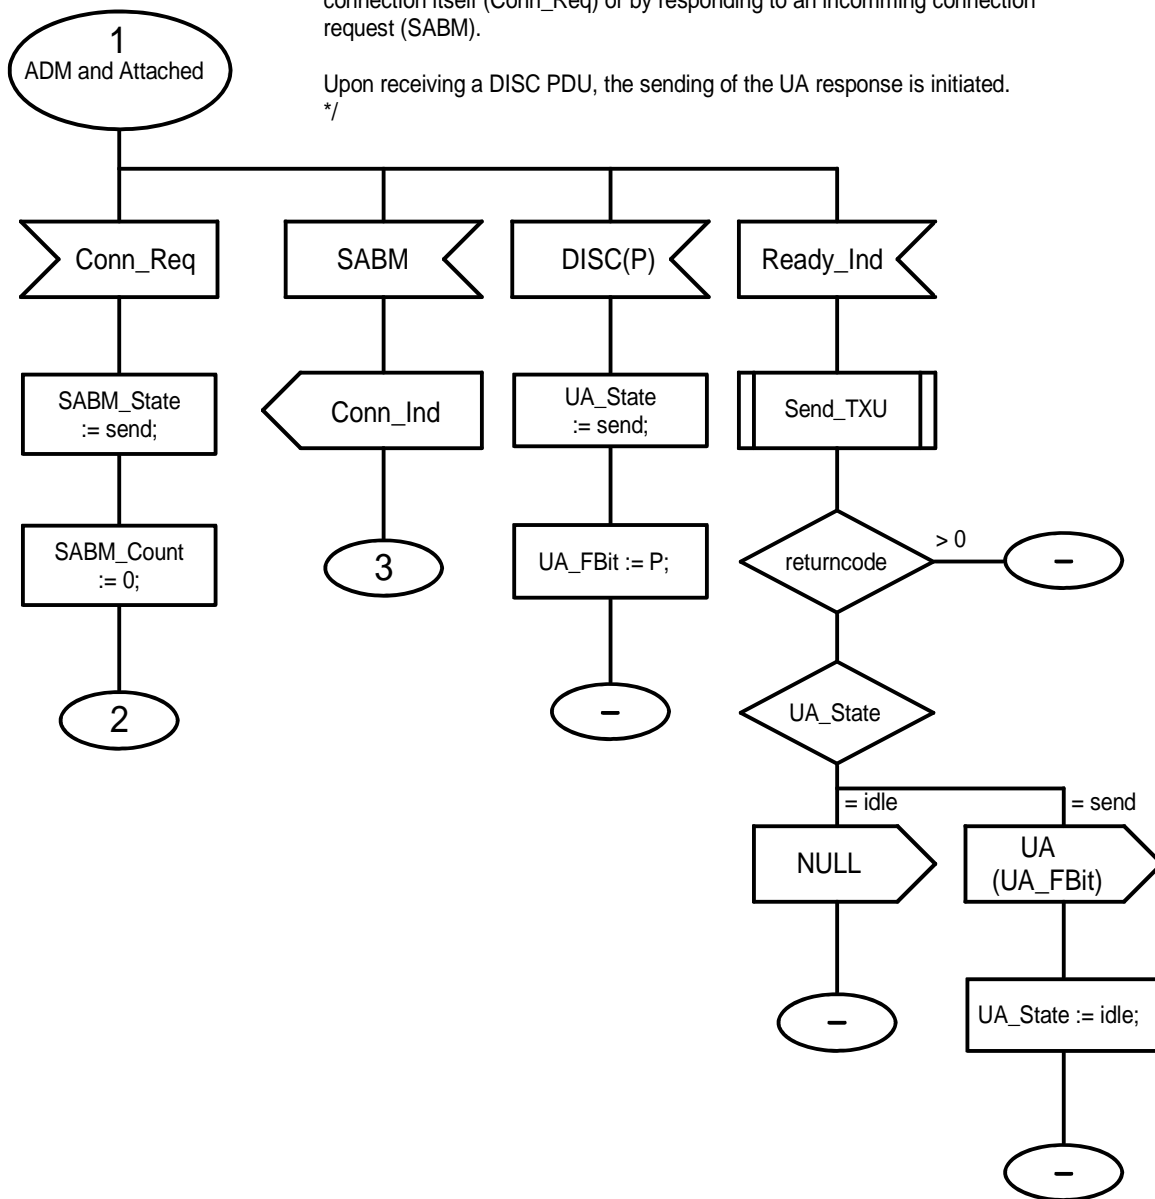 connection itself (Conn_Req) or by responding to an incomming connection
request (SABM).
Upon receiving a DISC PDU, the sending of the UA response is initiated.
*/
1
ADM and Attached
Conn_Req
SABM
DISC(P)
Ready_Ind
SABM_State
:= send;
Conn_Ind
UA_State
:= send;
Send_TXU
SABM_Count
:= 0;
3
UA_FBit := P;
returncode
> 0
–
2
–
UA_State
= idle
= send
NULL
UA
(UA_FBit)
–
UA_State := idle;
–